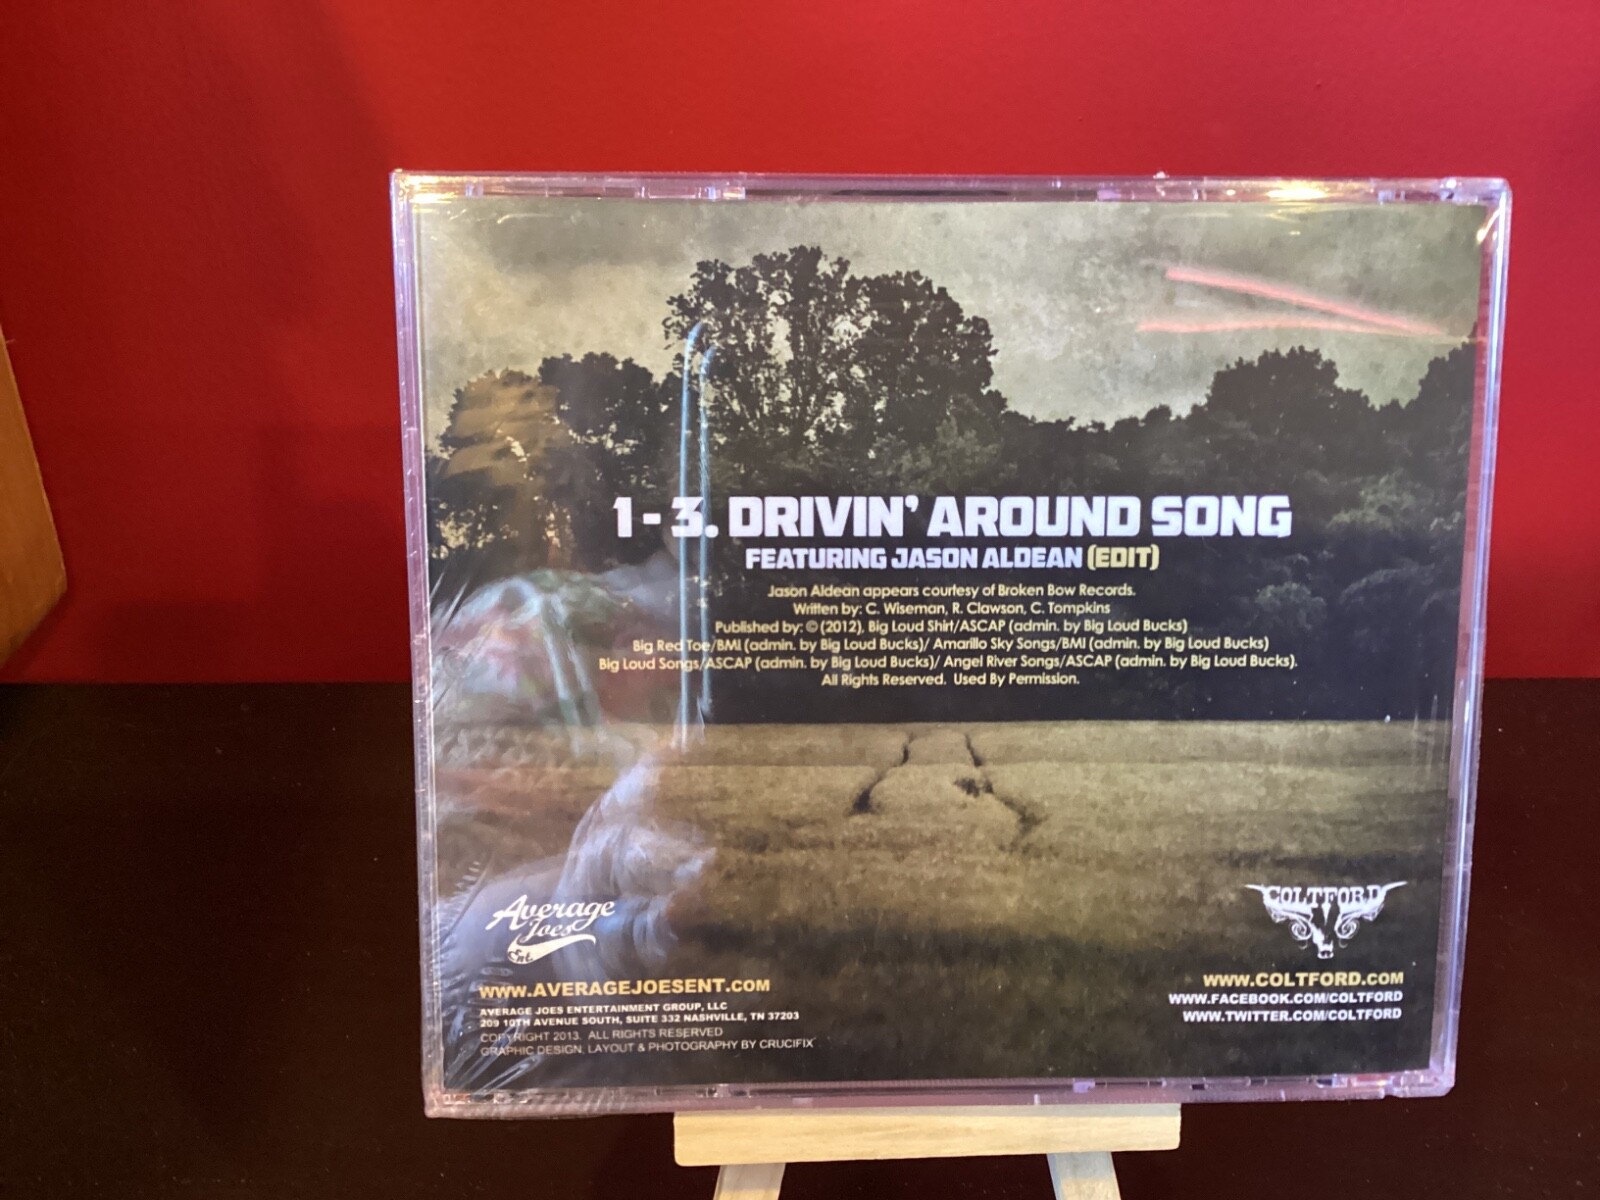 1 - 3. DRIVIN' AROUND SONG
FEATURING JASON ALDEAN (EDIT)
Jason Aldean appears courtesy of Broken Bow Records.
Written by: C. Wiseman, R. Clawson, C. Tompkins
Published by: © (2012), Big Loud Shirt/ASCAP (admin. by Big Loud Bucks)
Big Red Toe/BMI (admin. by Big Loud Bucks)/ Amarillo Sky Songs/BMI (admin. by Big Loud Bucks)
Big Loud Songs/ASCAP (admin. by Big Loud Bucks)/ Angel River Songs/ASCAP (admin. by Big Loud Bucks).
All Rights Reserved. Used By Permission.
Average
Joes
Ent.
WWW.AVERAGEJOESENT.COM
AVERAGE JOES ENTERTAINMENT GROUP, LLC
209 10TH AVENUE SOUTH, SUITE 332 NASHVILLE, TN 37203
COPYRIGHT 2013. ALL RIGHTS RESERVED
GRAPHIC DESIGN, LAYOUT & PHOTOGRAPHY BY CRUCIFIX
COLTFORD
WWW.COLTFORD.COM
WWW.FACEBOOK.COM/COLTFORD
WWW.TWITTER.COM/COLTFORD